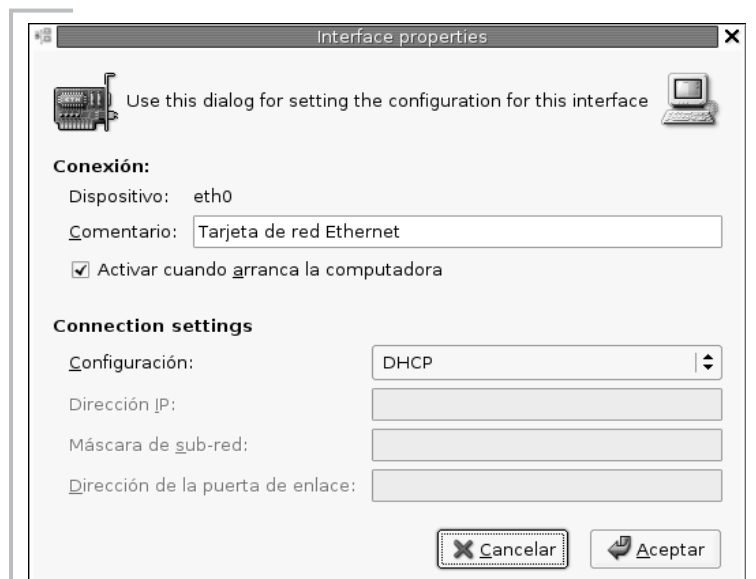 Interface properties
Use this dialog for setting the configuration for this interface
Conexión:
Dispositivo: eth0
Comentario: Tarjeta de red Ethernet
Activar cuando arranca la computadora
Connection settings
Configuración: DHCP
Dirección IP:
Máscara de sub-red:
Dirección de la puerta de enlace:
Cancelar Aceptar